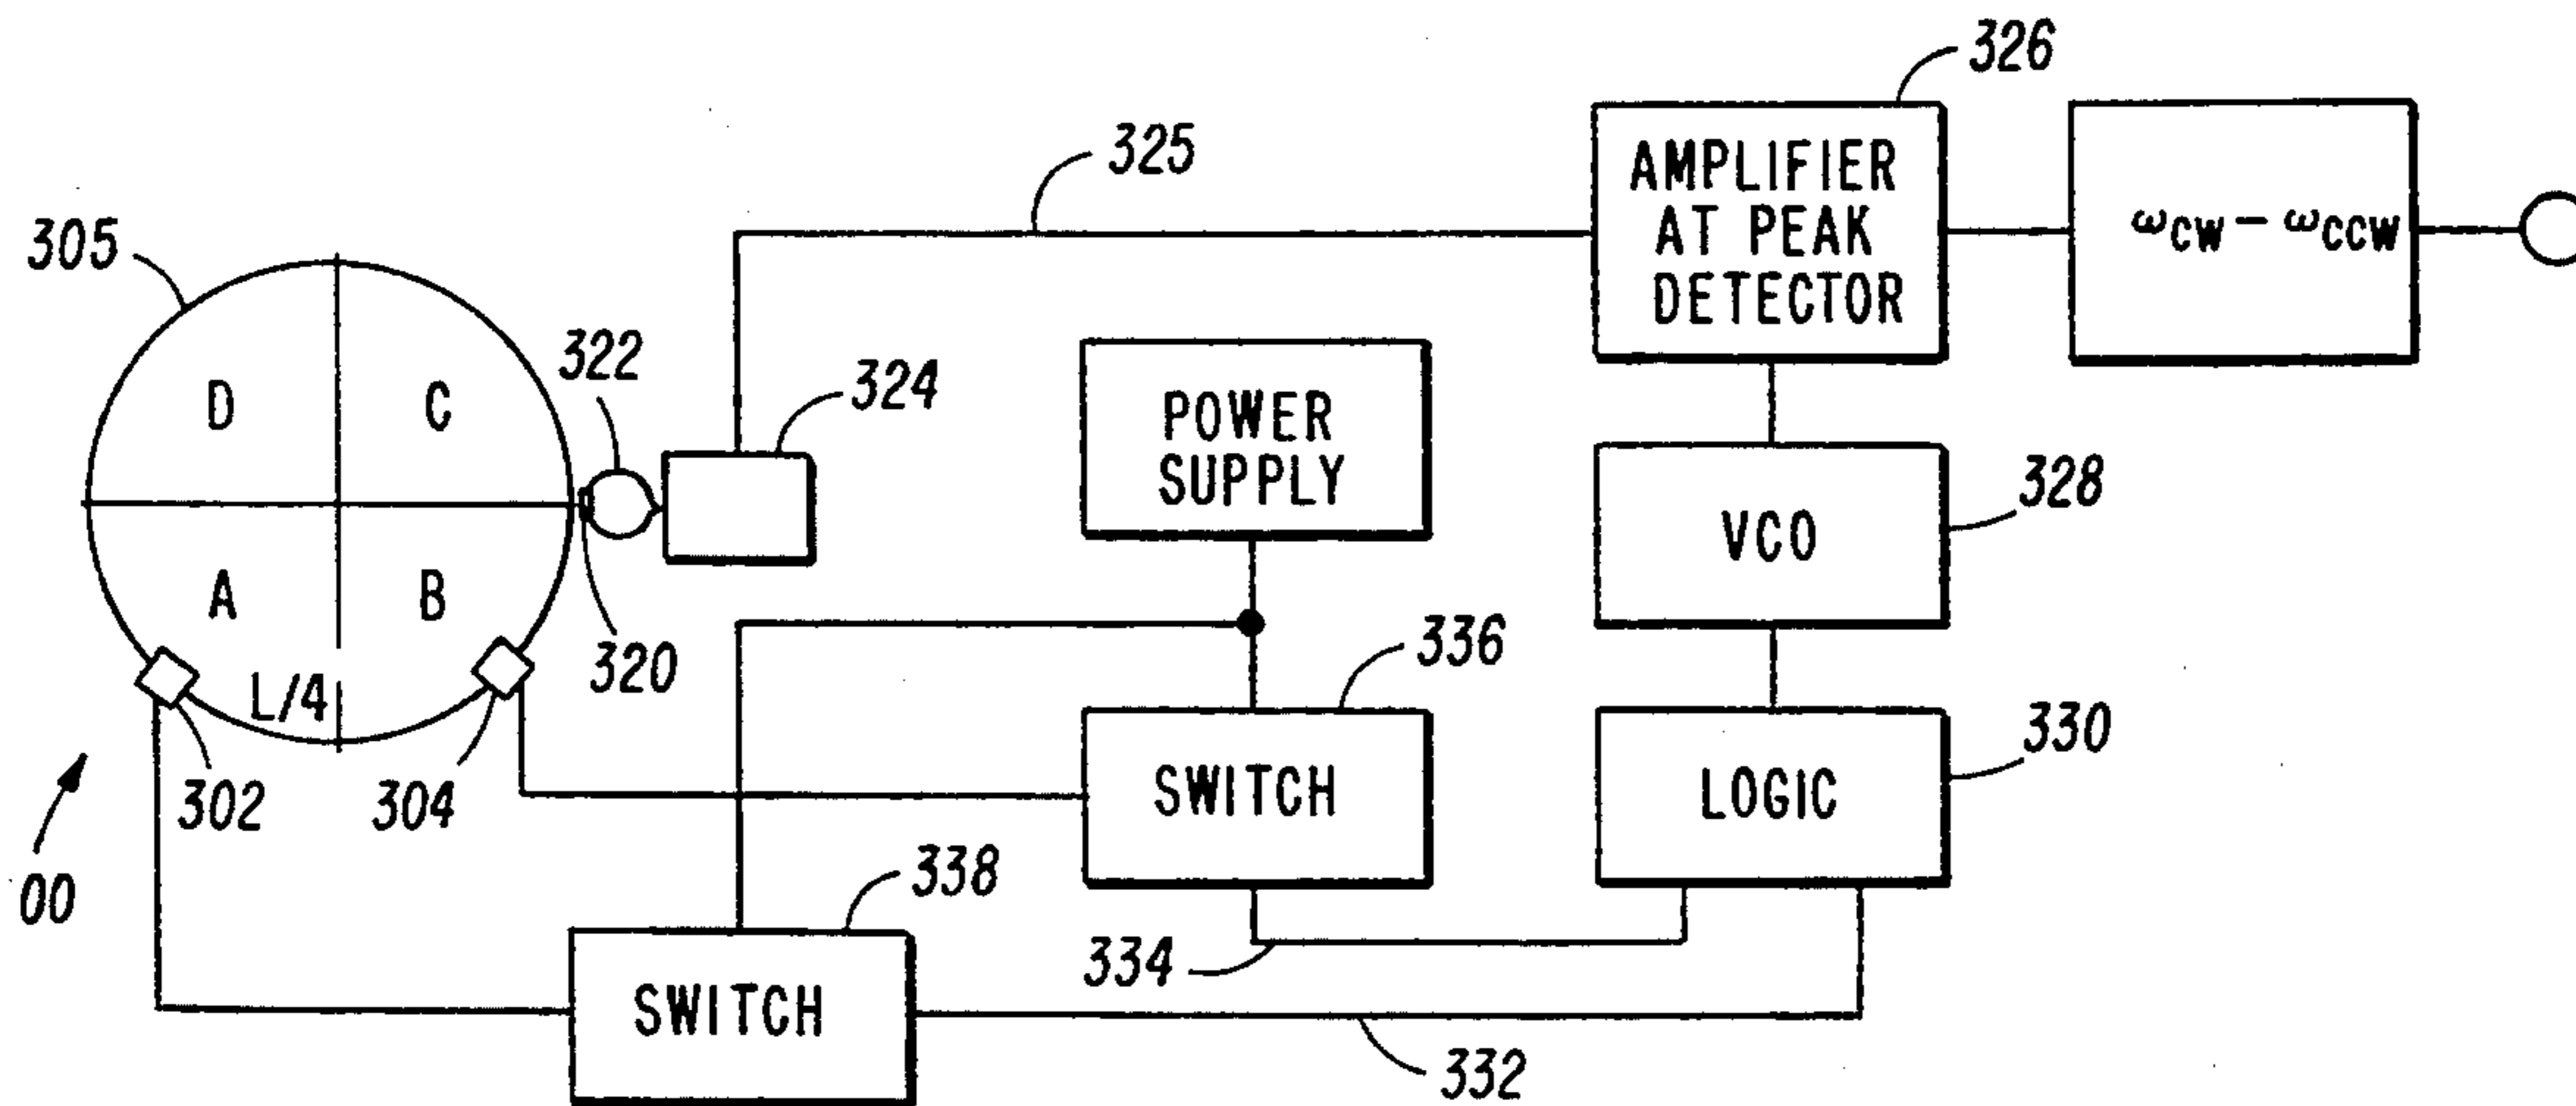 326
325
AMPLIFIER
AT PEAK
DETECTOR
ωCW − ωCCW
305
322
324
D
C
POWER
SUPPLY
328
VCO
A
B
320
336
L/4
302
304
SWITCH
330
LOGIC
00
338
334
SWITCH
332